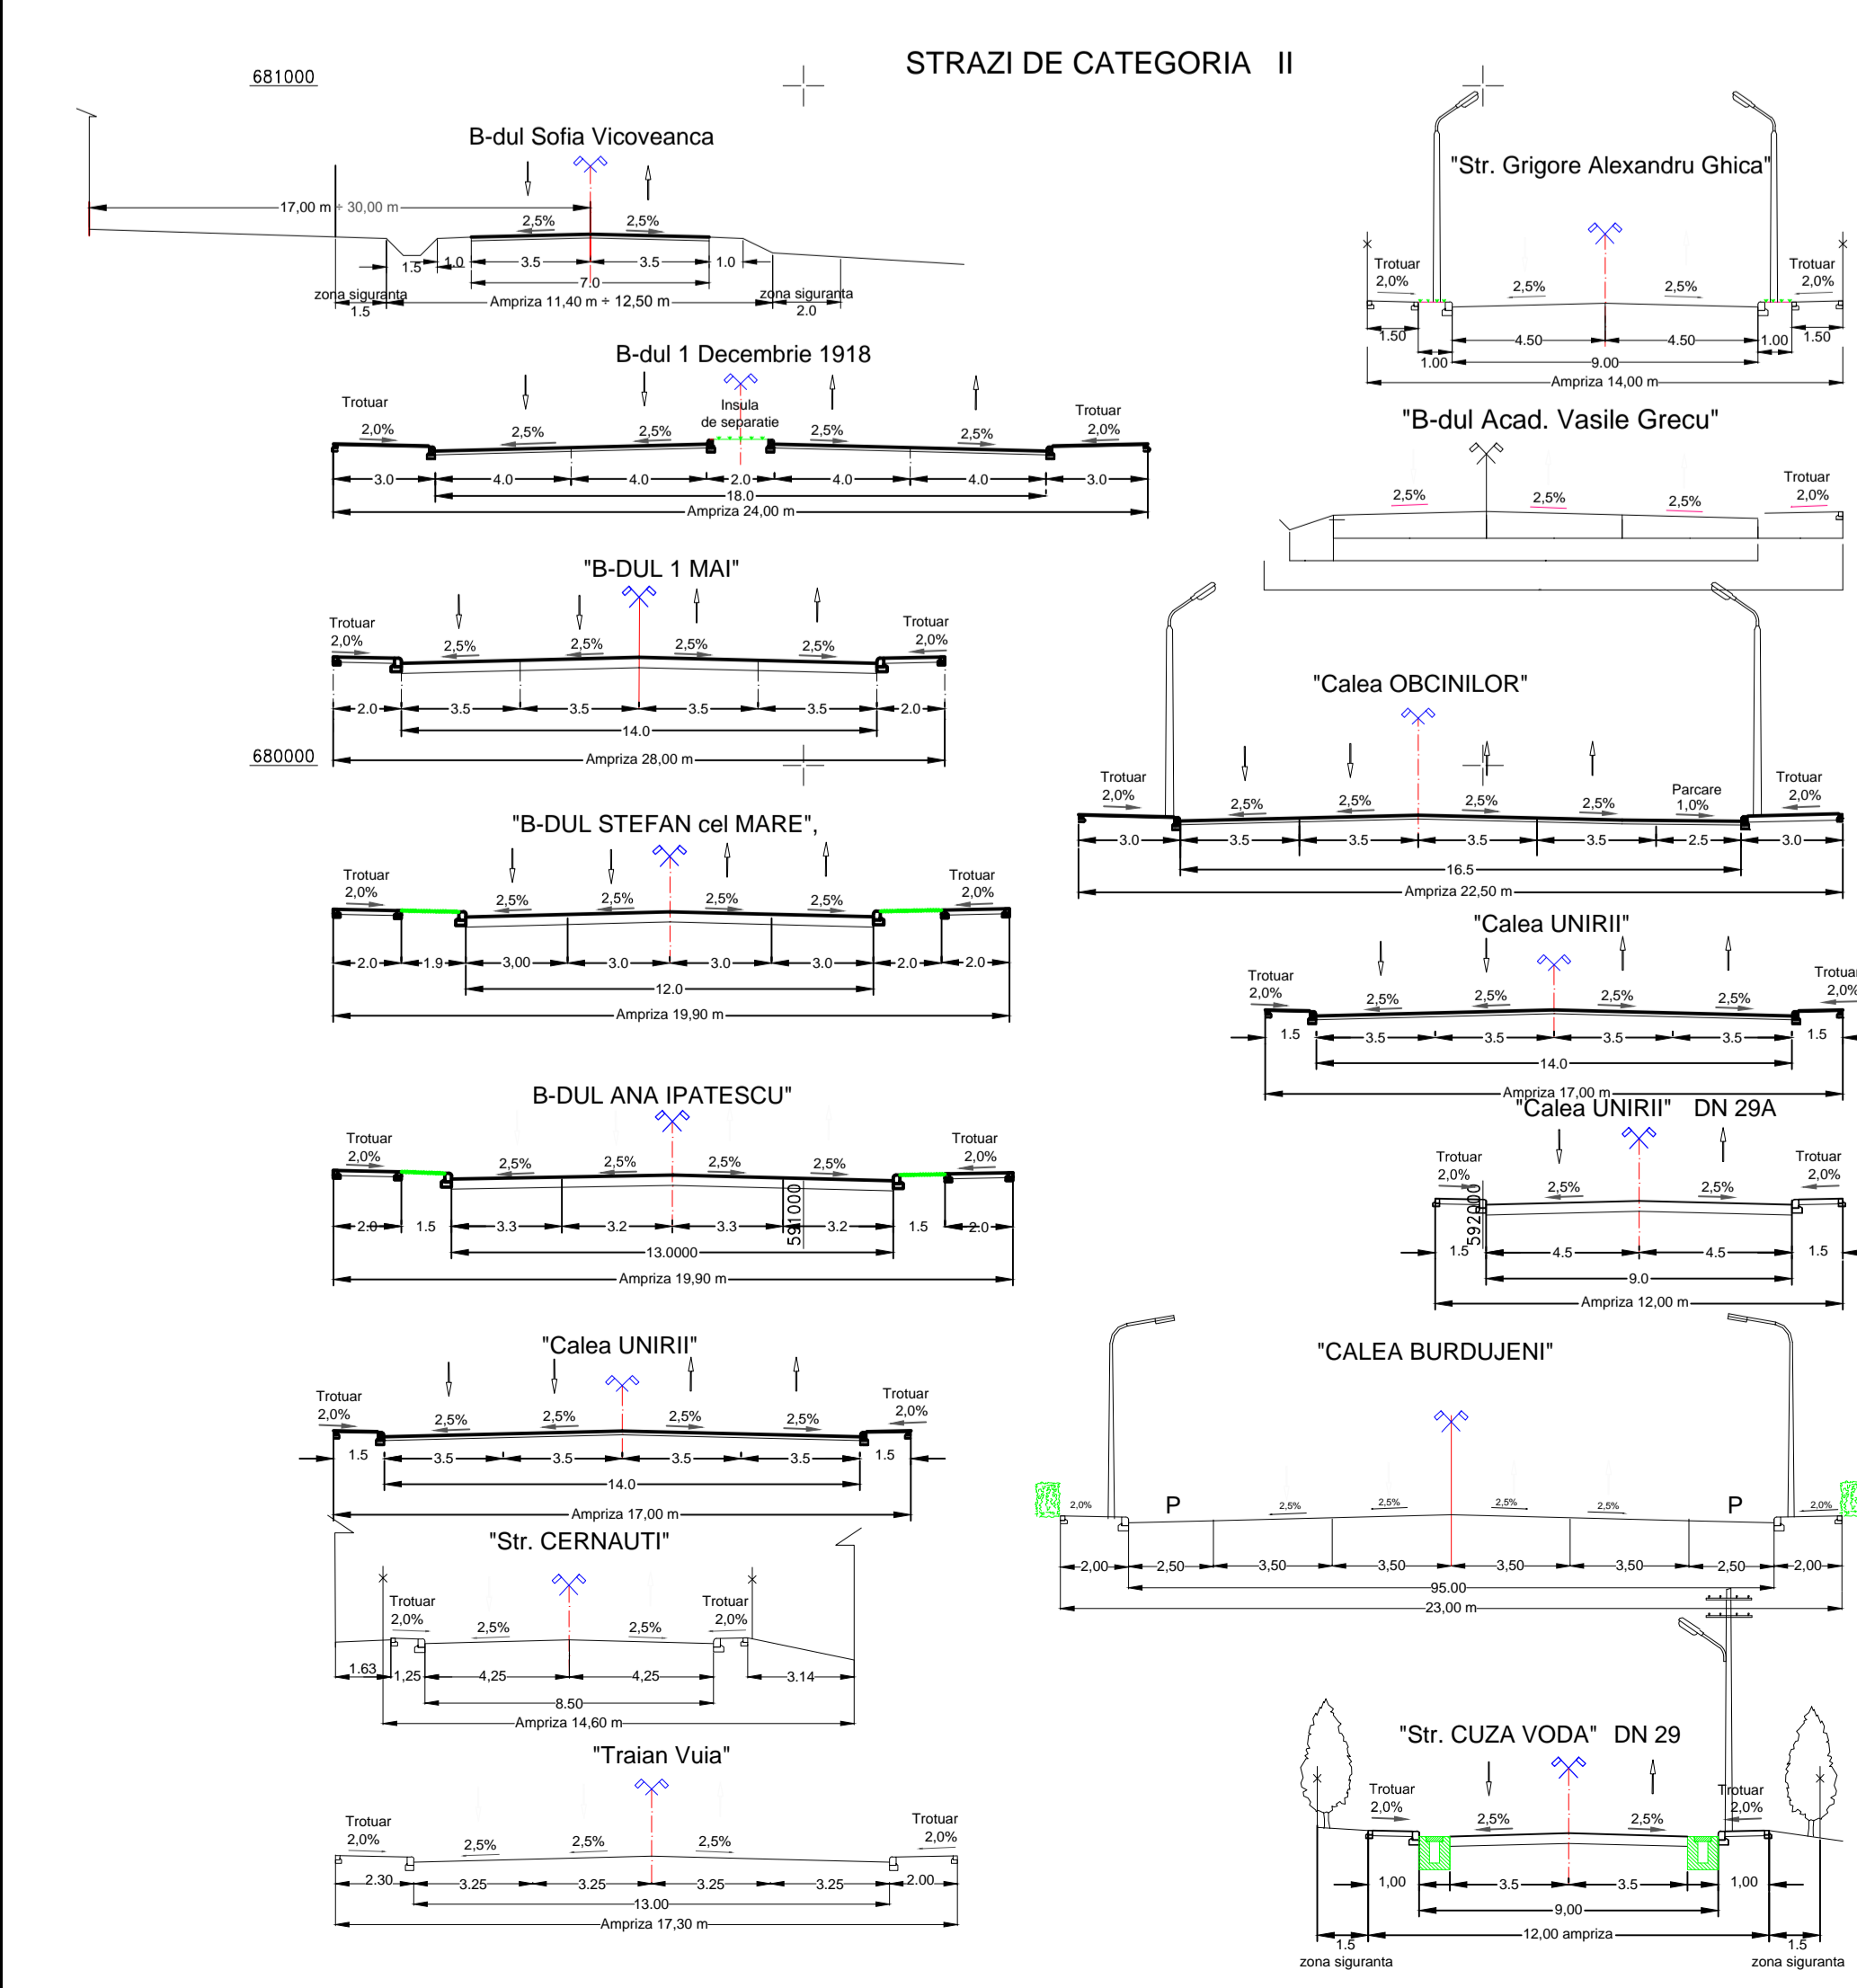 STRAZI DE CATEGORIA II
681000
B-dul Sofia Vicoveanca
17,00 m ÷ 30,00 m
2,5% 2,5%
1.5 1.0 3.5 3.5 1.0
7.0
zona siguranta Ampriza 11,40 m ÷ 12,50 m zona siguranta
1.5 2.0
B-dul 1 Decembrie 1918
Insula
de separatie
Trotuar Trotuar
2,0% 2,5% 2,5% 2,5% 2,5% 2,0%
3.0 4.0 4.0 2.0 4.0 4.0 3.0
18.0
Ampriza 24,00 m
"B-DUL 1 MAI"
Trotuar Trotuar
2,0% 2,5% 2,5% 2,5% 2,5% 2,0%
2.0 3.5 3.5 3.5 3.5 2.0
14.0
680000
Ampriza 28,00 m
"B-DUL STEFAN cel MARE",
Trotuar Trotuar
2,0% 2,5% 2,5% 2,5% 2,5% 2,0%
2.0 1.9 3,00 3.0 3.0 3.0 2.0 2.0
12.0
Ampriza 19,90 m
B-DUL ANA IPATESCU"
Trotuar Trotuar
2,0% 2,5% 2,5% 2,5% 2,5% 2,0%
591000
2.0 1.5 3.3 3.2 3.3 3.2 1.5 2.0
13.0000
Ampriza 19,90 m
"Calea UNIRII"
Trotuar Trotuar
2,0% 2,5% 2,5% 2,5% 2,5% 2,0%
1.5 3.5 3.5 3.5 3.5 1.5
14.0
Ampriza 17,00 m
"Str. CERNAUTI"
Trotuar Trotuar
2,0% 2,5% 2,5% 2,0%
1.63 1,25 4,25 4,25 3.14
8.50
Ampriza 14,60 m
"Traian Vuia"
Trotuar Trotuar
2,0% 2,5% 2,5% 2,5% 2,0%
2.30 3.25 3.25 3.25 3.25 2.00
13.00
Ampriza 17,30 m
"Str. Grigore Alexandru Ghica"
Trotuar Trotuar
2,0% 2,5% 2,5% 2,0%
1.50 4.50 4.50 1.00 1.50
1.00 9.00
Ampriza 14,00 m
"B-dul Acad. Vasile Grecu"
Trotuar
2,5% 2,5% 2,5% 2,0%
"Calea OBCINILOR"
Trotuar Parcare Trotuar
2,0% 2,5% 2,5% 2,5% 2,5% 1,0% 2,0%
3.0 3.5 3.5 3.5 3.5 2.5 3.0
16.5
Ampriza 22,50 m
"Calea UNIRII"
Trotuar Trotuar
2,0% 2,5% 2,5% 2,5% 2,5% 2,0%
1.5 3.5 3.5 3.5 3.5 1.5
14.0
Ampriza 17,00 m
"Calea UNIRII" DN 29A
Trotuar Trotuar
2,0% 2,5% 2,5% 2,0%
592000
1.5 4.5 4.5 1.5
9.0
Ampriza 12,00 m
"CALEA BURDUJENI"
2,0% P 2,5% 2,5% 2,5% 2,5% P 2,0%
2,00 2,50 3,50 3,50 3,50 3,50 2,50 2,00
95.00
23,00 m
"Str. CUZA VODA" DN 29
Trotuar Trotuar
2,0% 2,5% 2,5% 2,0%
1,00 3.5 3.5 1,00
9,00
12,00 ampriza
1.5 1.5
zona siguranta zona siguranta